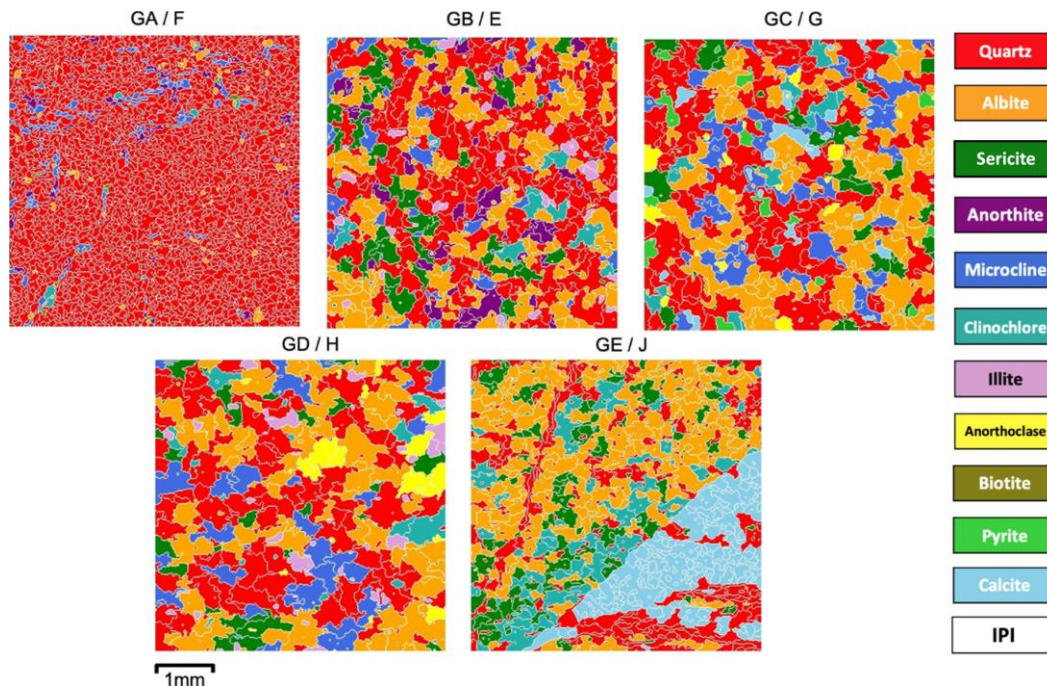 GA / F
GB / E
GC / G
GD / H
GE / J
1mm
Quartz
Albite
Sericite
Anorthite
Microcline
Clinochlore
Illite
Anorthoclase
Biotite
Pyrite
Calcite
IPI